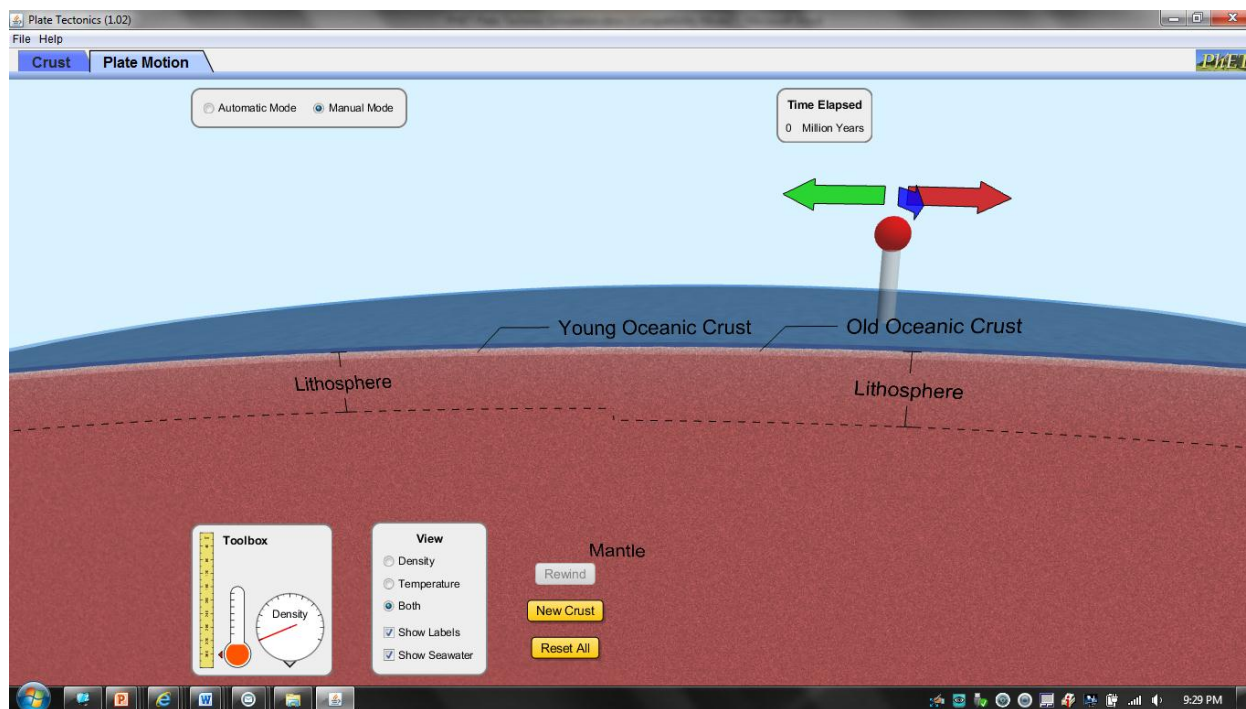 Plate Tectonics (1.02)
File Help
Crust Plate Motion
PhET
Automatic Mode Manual Mode
Time Elapsed
0 Million Years
Young Oceanic Crust Old Oceanic Crust
Lithosphere Lithosphere
Toolbox
Density
View
Density
Temperature
Both
Show Labels
Show Seawater
Mantle
Rewind
New Crust
Reset All
9:29 PM